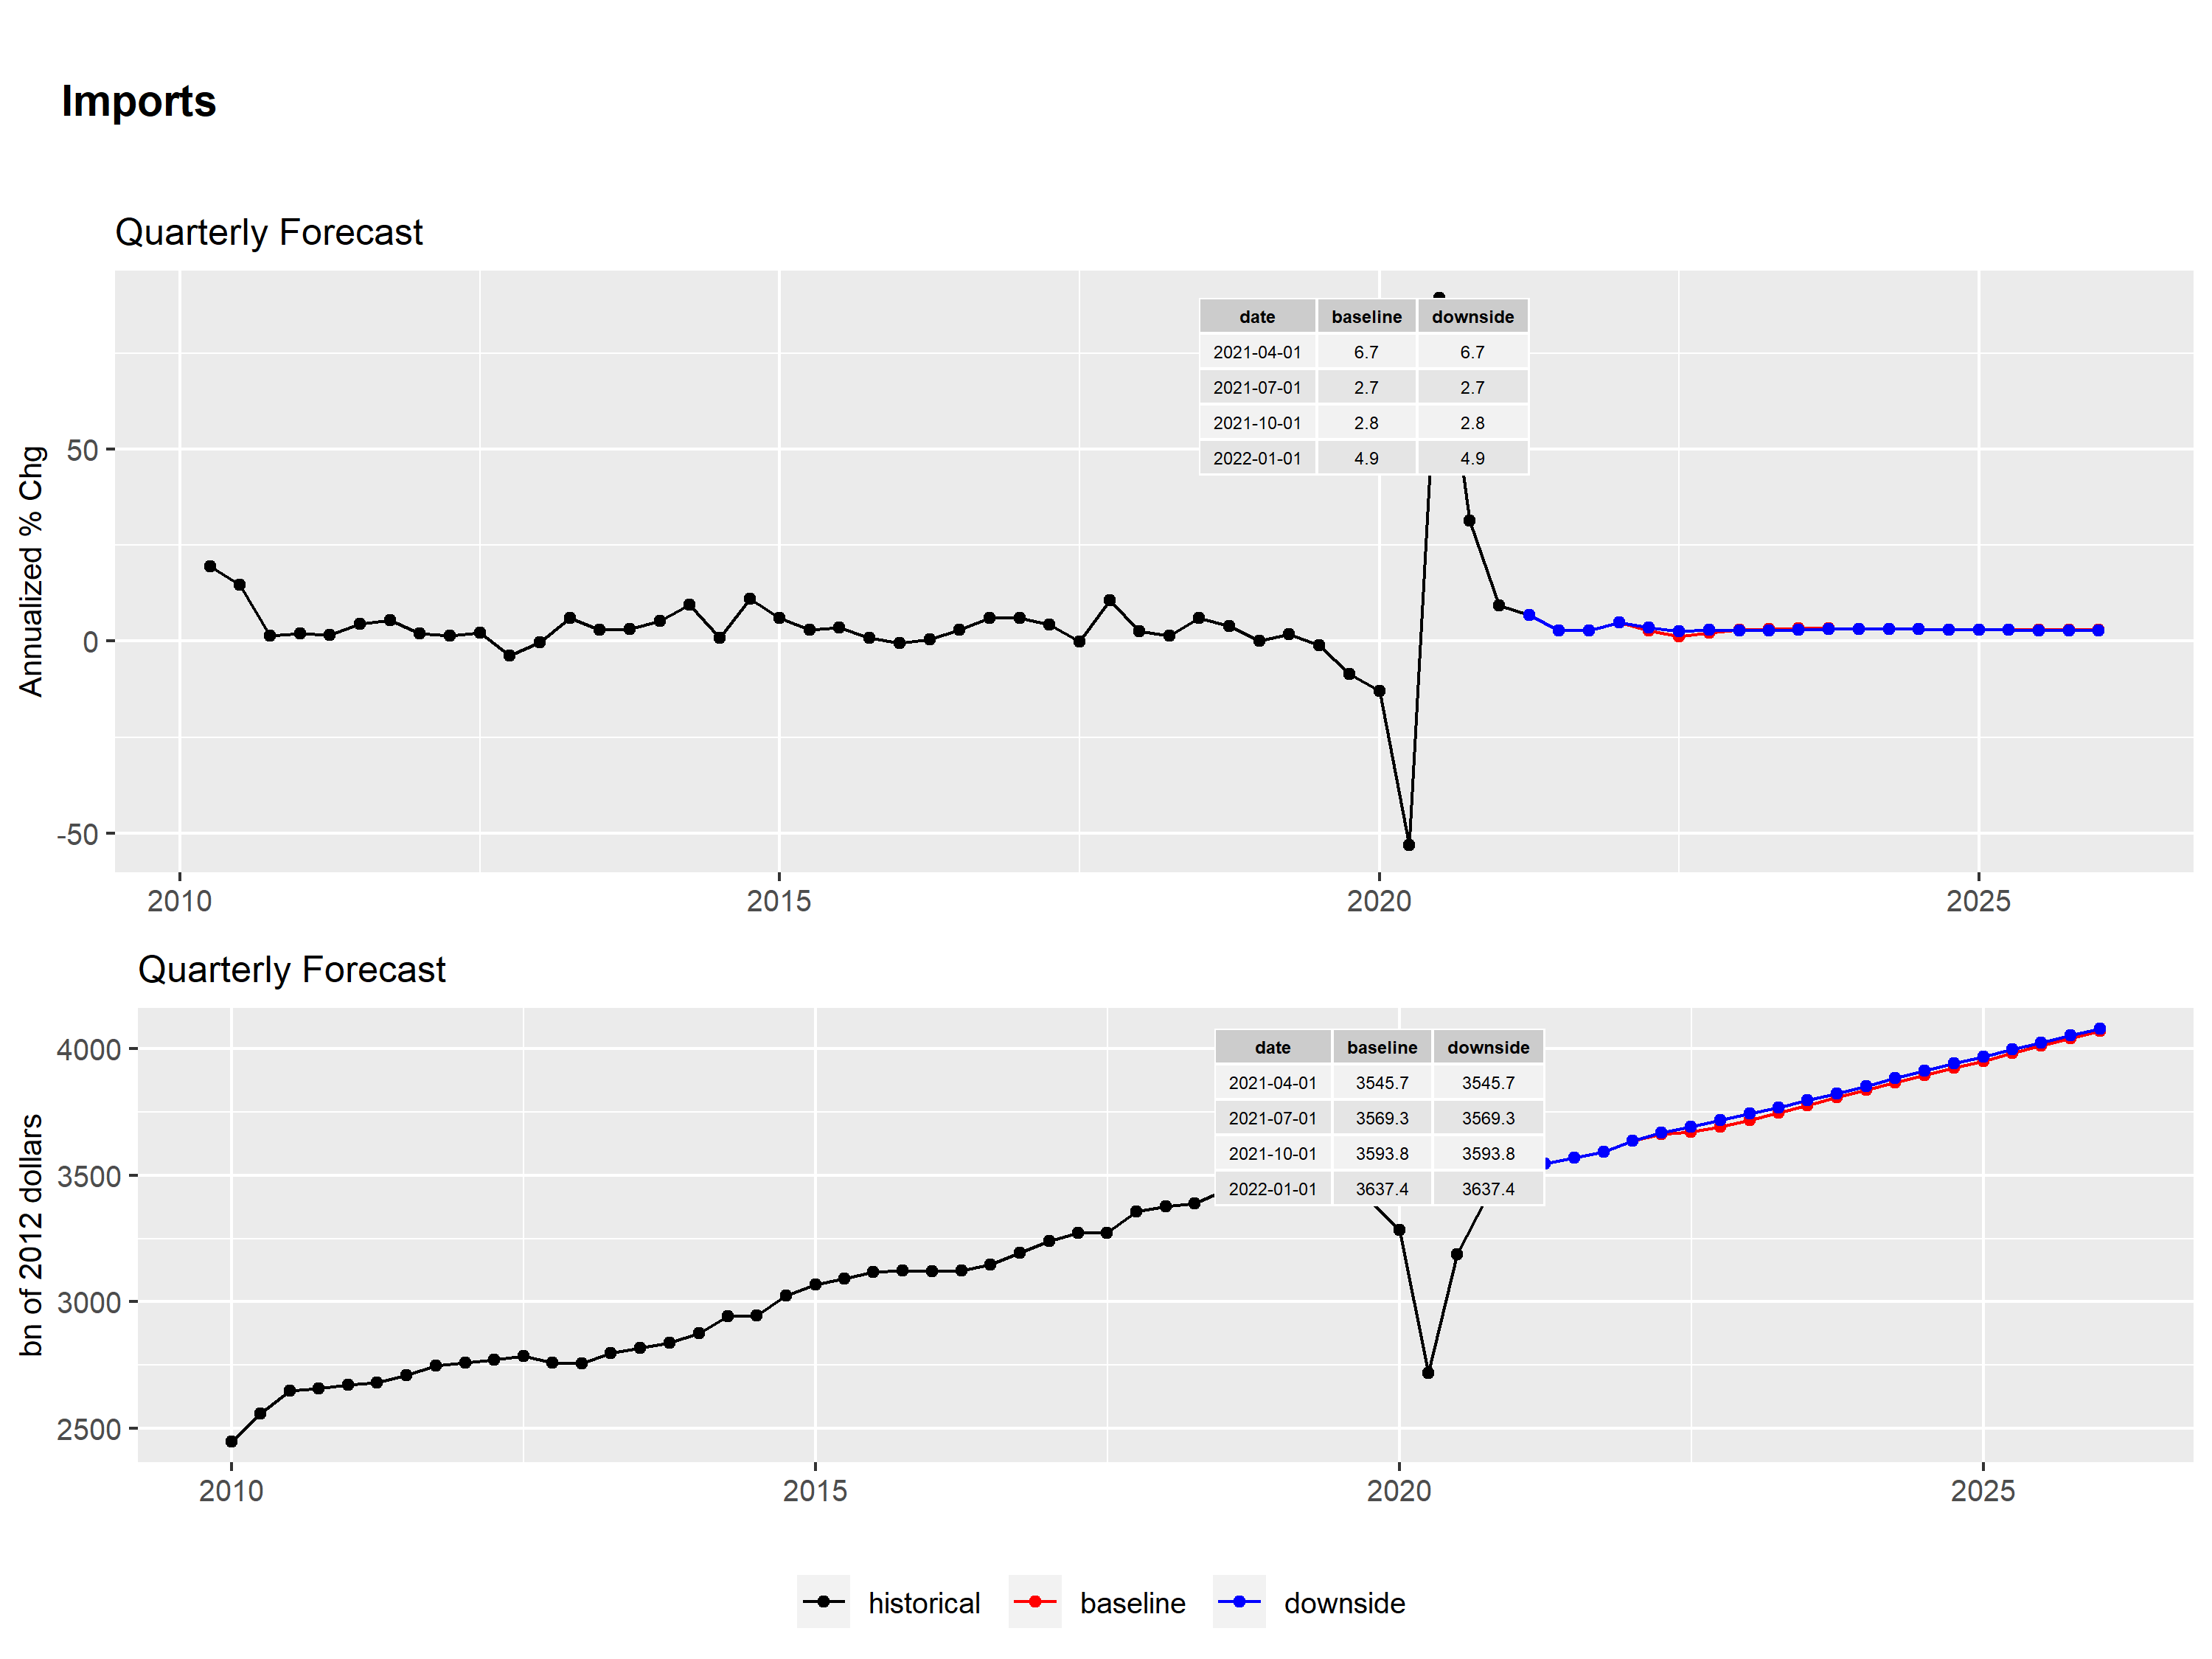 Imports
Quarterly Forecast
Annualized % Chg
50
0
-50
date baseline downside
2021-04-01 6.7 6.7
2021-07-01 2.7 2.7
2021-10-01 2.8 2.8
2022-01-01 4.9 4.9
2010 2015 2020 2025
Quarterly Forecast
bn of 2012 dollars
4000
3500
3000
2500
date baseline downside
2021-04-01 3545.7 3545.7
2021-07-01 3569.3 3569.3
2021-10-01 3593.8 3593.8
2022-01-01 3637.4 3637.4
2010 2015 2020 2025
historical baseline downside